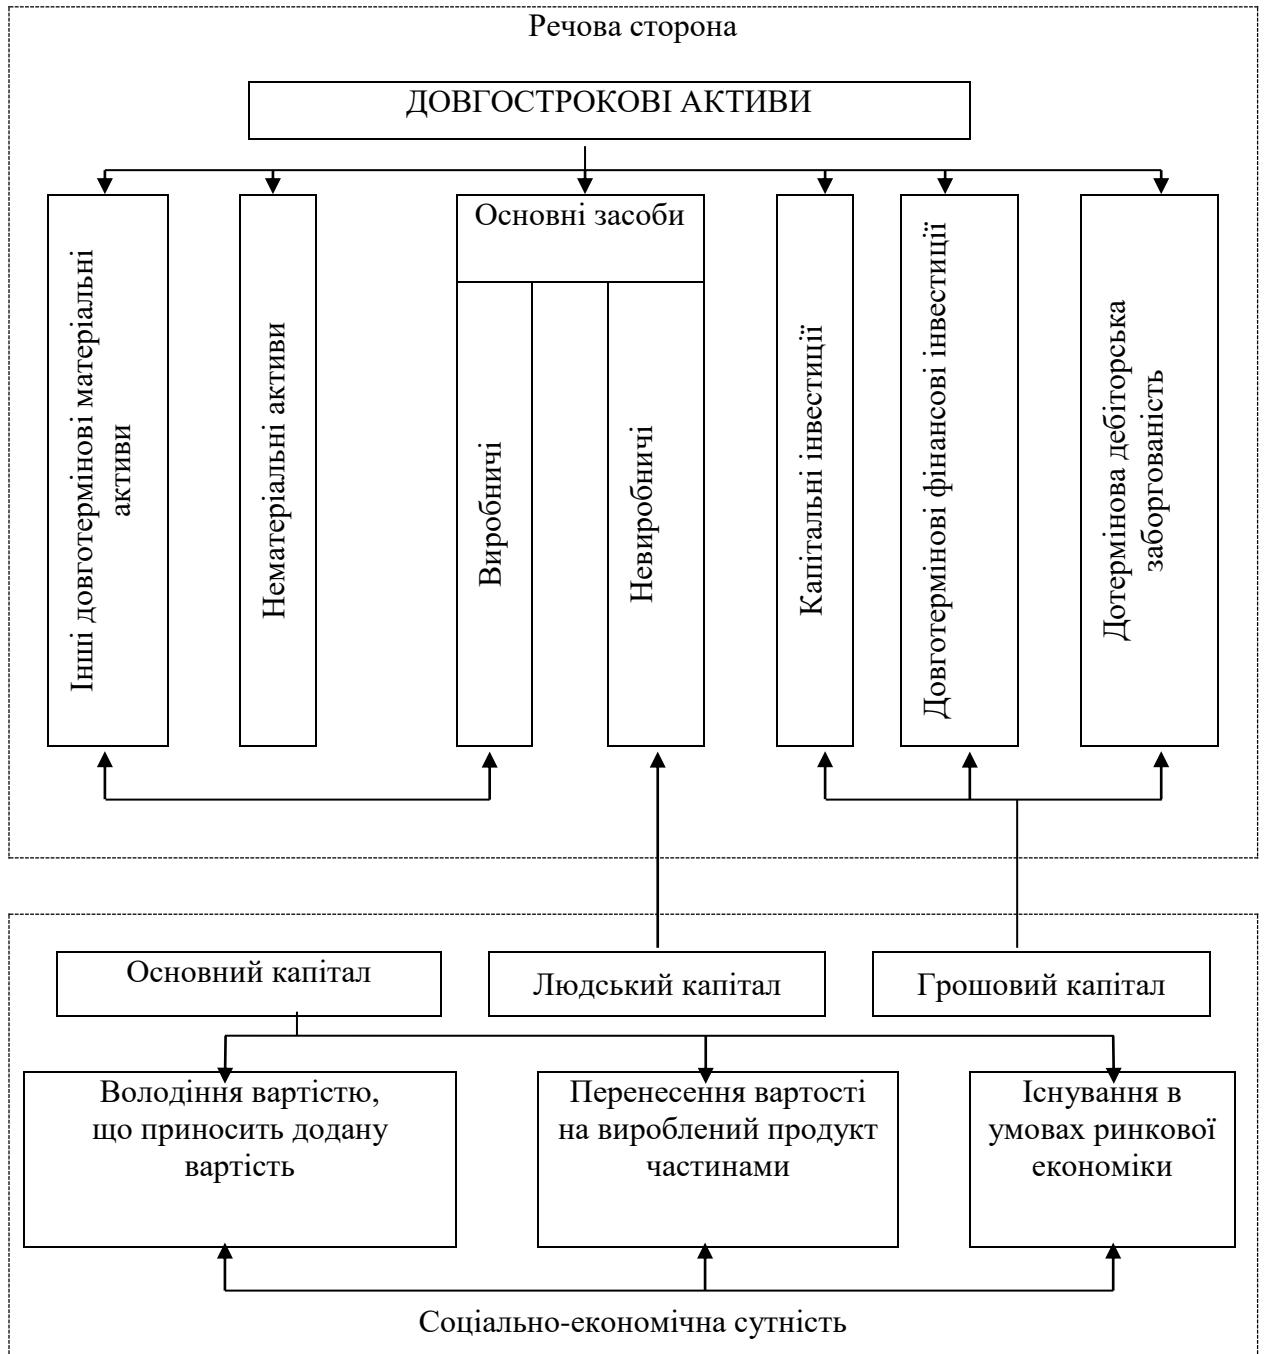 Речова сторона
ДОВГОСТРОКОВІ АКТИВИ
Інші довготермінові матеріальні
активи
Нематеріальні активи
Основні засоби
Виробничі
Невиробничі
Капітальні інвестиції
Довготермінові фінансові інвестиції
Дотермінова дебіторська
заборгованість
Основний капітал
Людський капітал
Грошовий капітал
Володіння вартістю,
що приносить додану
вартість
Перенесення вартості
на вироблений продукт
частинами
Існування в
умовах ринкової
економіки
Соціально-економічна сутність